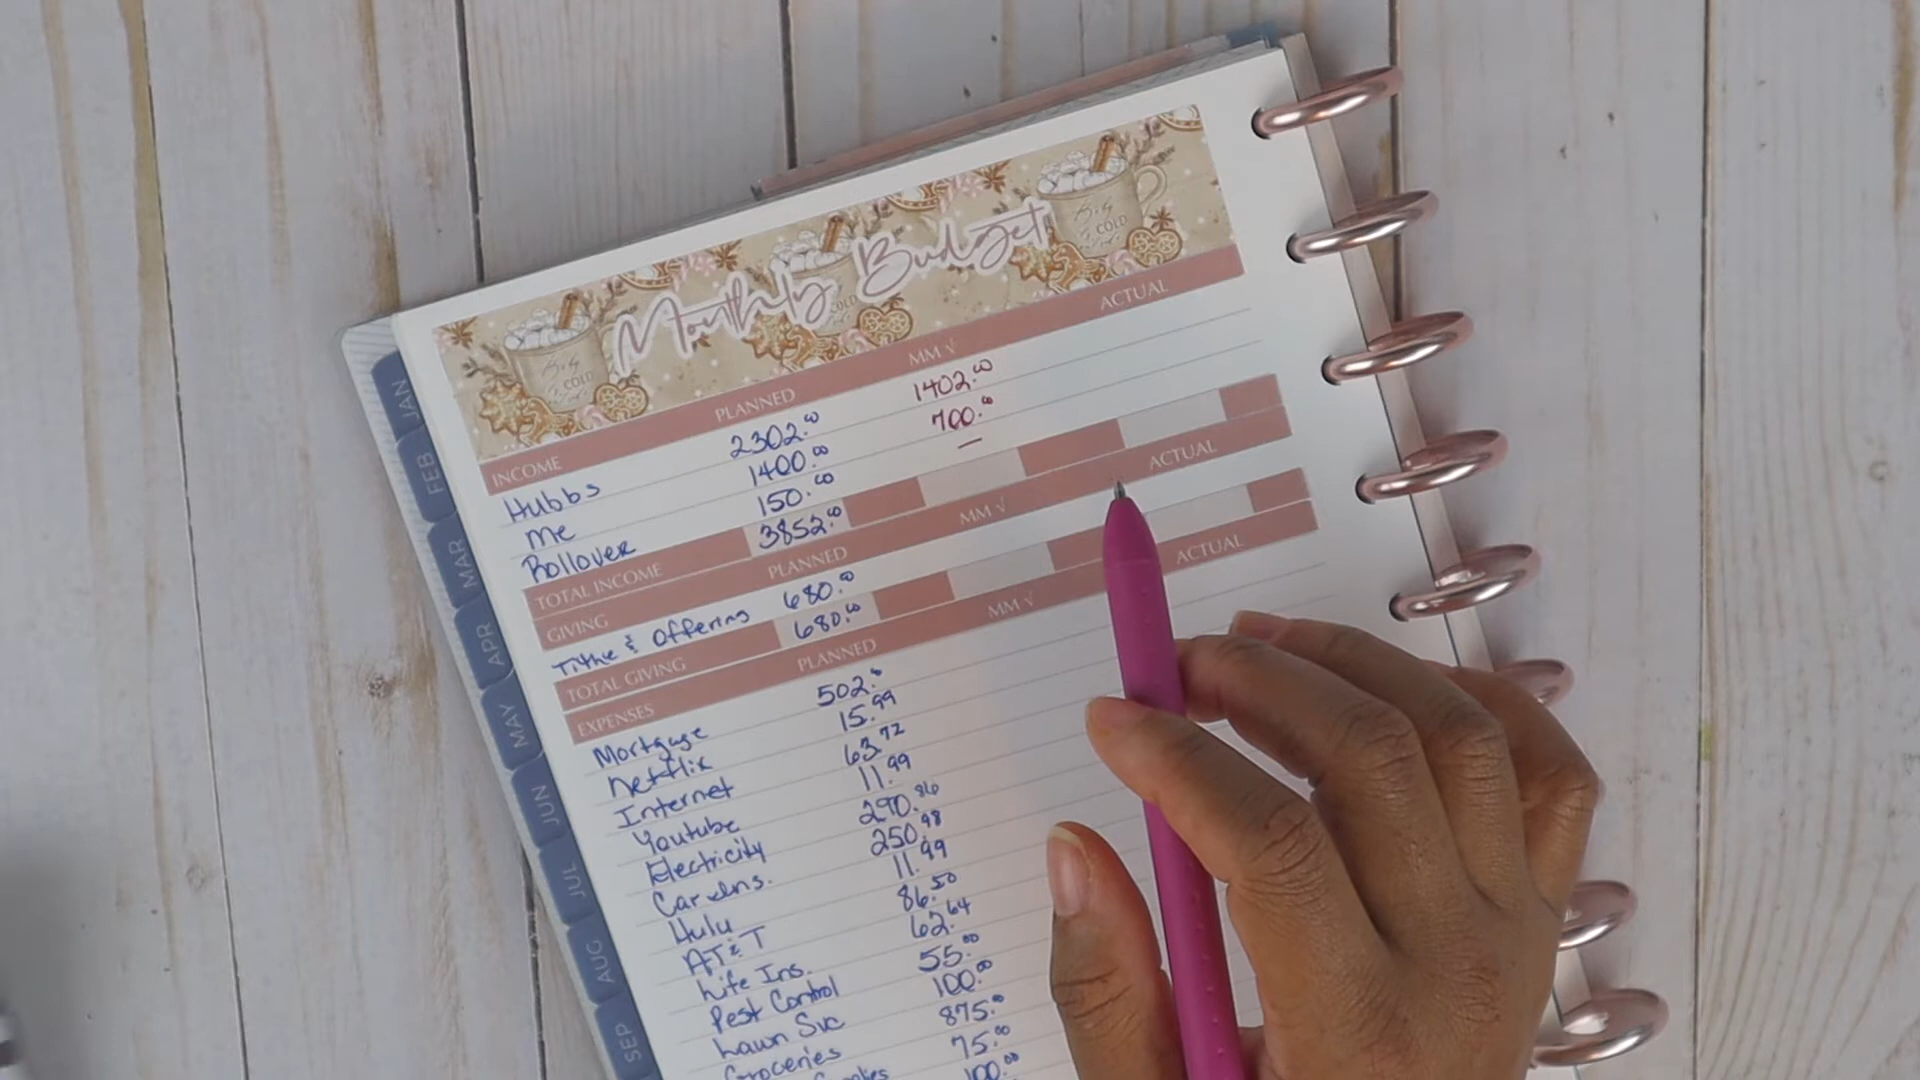 Monthly Budget
INCOME PLANNED MM √ ACTUAL
Hubbs 2302.00 1402.00
Me 1400.00 700.00
Rollover 150.00 —
TOTAL INCOME 3852.00
GIVING PLANNED MM √ ACTUAL
Tithe & Offering 680.00
TOTAL GIVING 680.00
EXPENSES PLANNED MM √ ACTUAL
Mortgage 502.00
Netflix 15.99
Internet 63.72
Youtube 11.99
Electricity 290.86
Car Ins. 250.98
Hulu 11.99
AT&T 86.50
Life Ins. 62.64
Pest Control 55.00
Lawn Svc 100.00
Groceries 875.00
75.00
100.00
JAN
FEB
MAR
APR
MAY
JUN
JUL
AUG
SEP